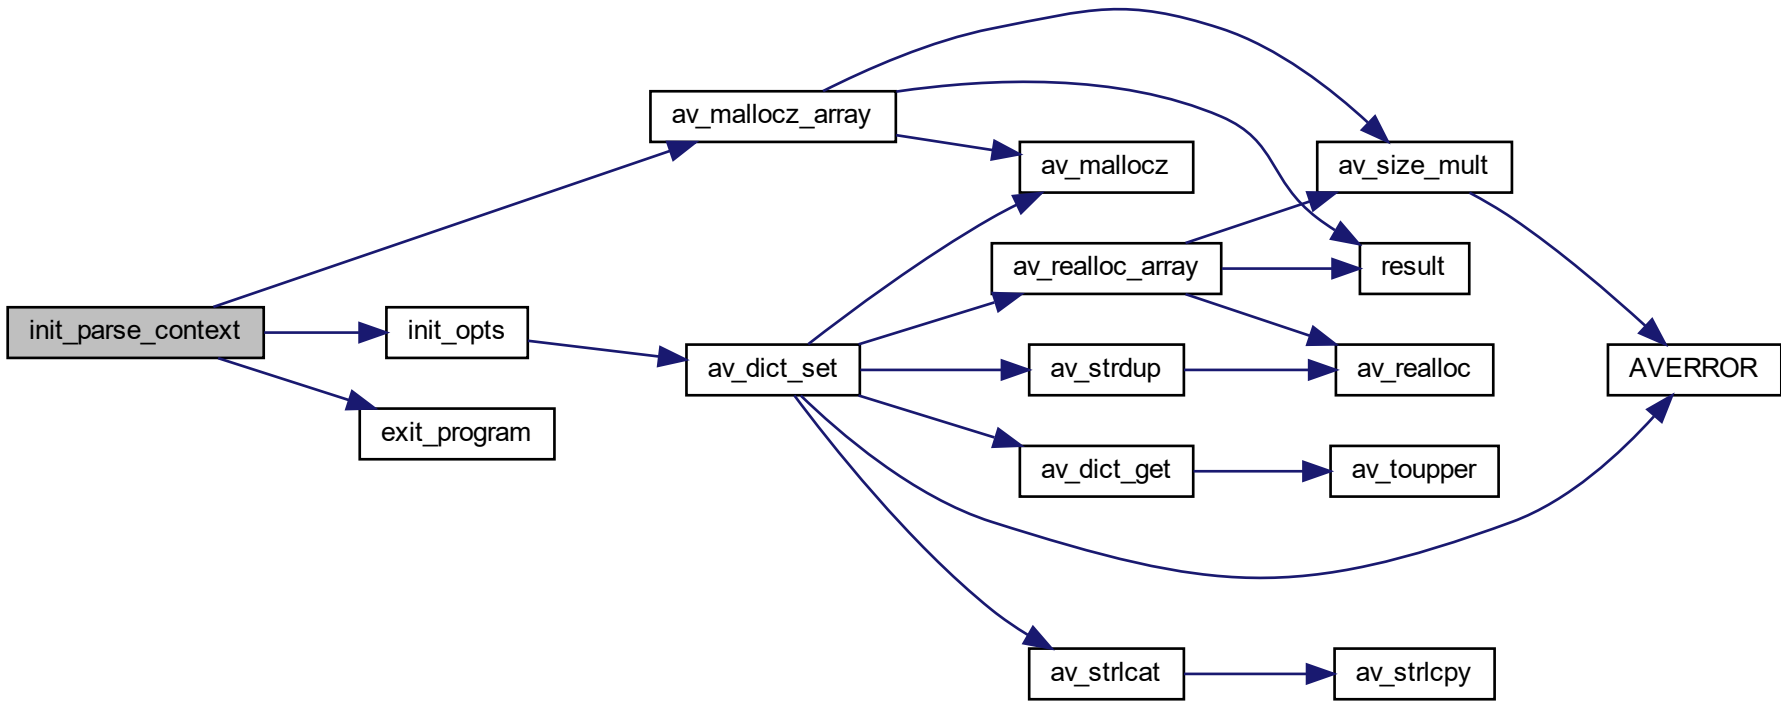 av_mallocz_array
av_mallocz
av_size_mult
av_realloc_array
result
init_parse_context
init_opts
av_dict_set
av_strdup
av_realloc
AVERROR
exit_program
av_dict_get
av_toupper
av_strlcat
av_strlcpy